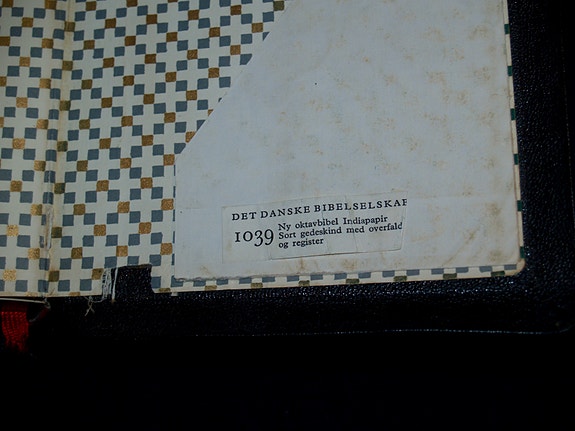 DET DANSKE BIBELSELSKAB
1039 Ny oktavbibel Indiapapir
Sort gedeskind med overfald
og register